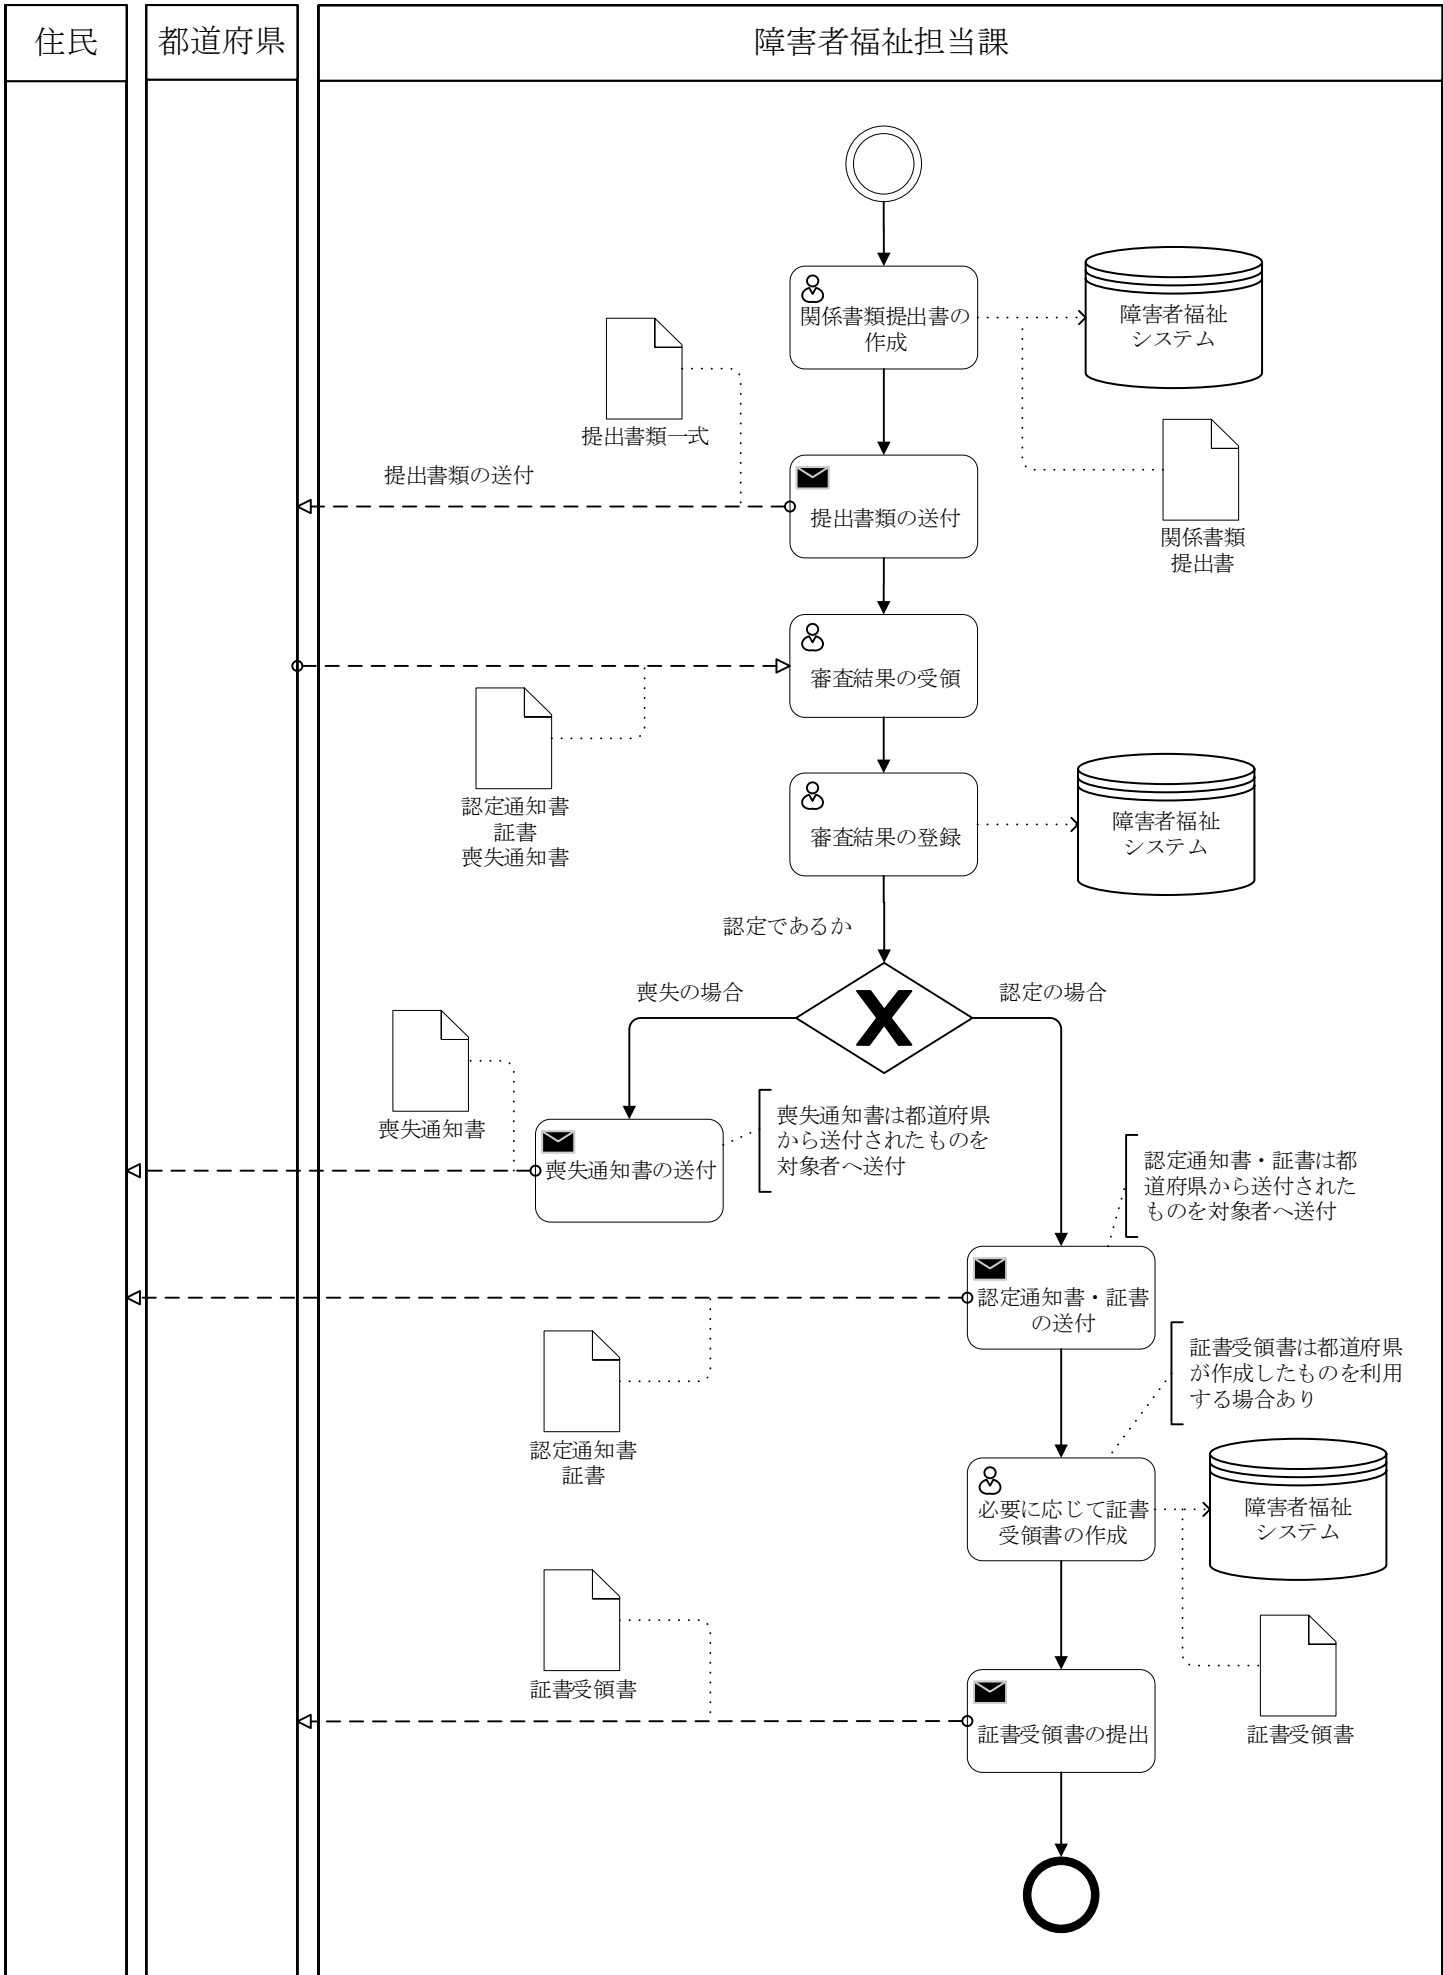 住民
都道府県
障害者福祉担当課
関係書類提出書の
作成
障害者福祉
システム
提出書類一式
提出書類の送付
提出書類の送付
関係書類
提出書
審査結果の受領
認定通知書
証書
喪失通知書
審査結果の登録
障害者福祉
システム
認定であるか
喪失の場合
認定の場合
X
喪失通知書
喪失通知書の送付
喪失通知書は都道府県
から送付されたものを
対象者へ送付
認定通知書・証書は都
道府県から送付された
ものを対象者へ送付
認定通知書・証書
の送付
認定通知書
証書
証書受領書は都道府県
が作成したものを利用
する場合あり
必要に応じて証書
受領書の作成
障害者福祉
システム
証書受領書
証書受領書
証書受領書の提出